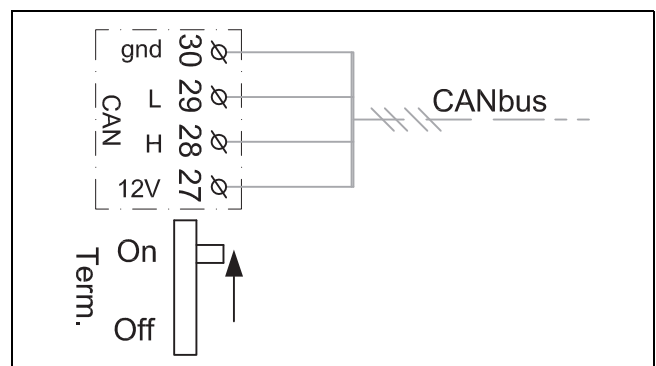 gnd 30
L 29
CANbus
CAN
H 28
12V 27
On
Term.
Off